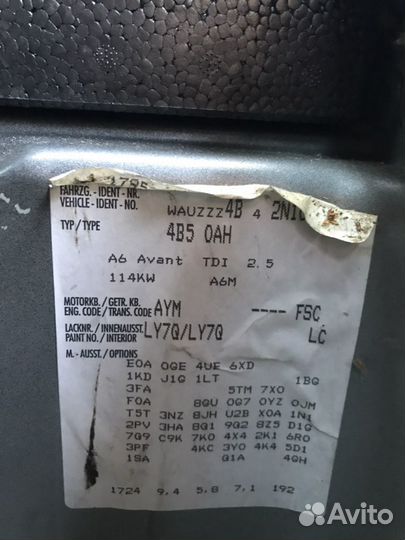 FAHRZG.-IDENT-NR.
VEHICLE-IDENT-NO. WAUZZZ4B 4 2N1
TYP/TYPE 4B5 0AH
A6 Avant TDI 2.5
114KW A6M
MOTORKB./GETR.KB.
ENG. CODE/TRANS. CODE AYM ---- FSC
LACKNR./INNENAUSST.
PAINT NO./INTERIOR LY7Q/LY7Q LC
M.-AUSST./OPTIONS
E0A 0GE 4UE 6XD
1KD J1G 1LT 1BQ
3FA 5TM 7X0
F0A 8GU 0G7 0YZ 0JM
T5T 3NZ 8JH U2B X0A 1N1
2PV 3HA 8G1 9Q2 8Z5 D1G
7G9 C9K 7K0 4X4 2K1 6R0
3PF 4KC 3Y0 4K4 5D1
1SA G1A 4GH
1724 9,4 5,8 7,1 192
Avito